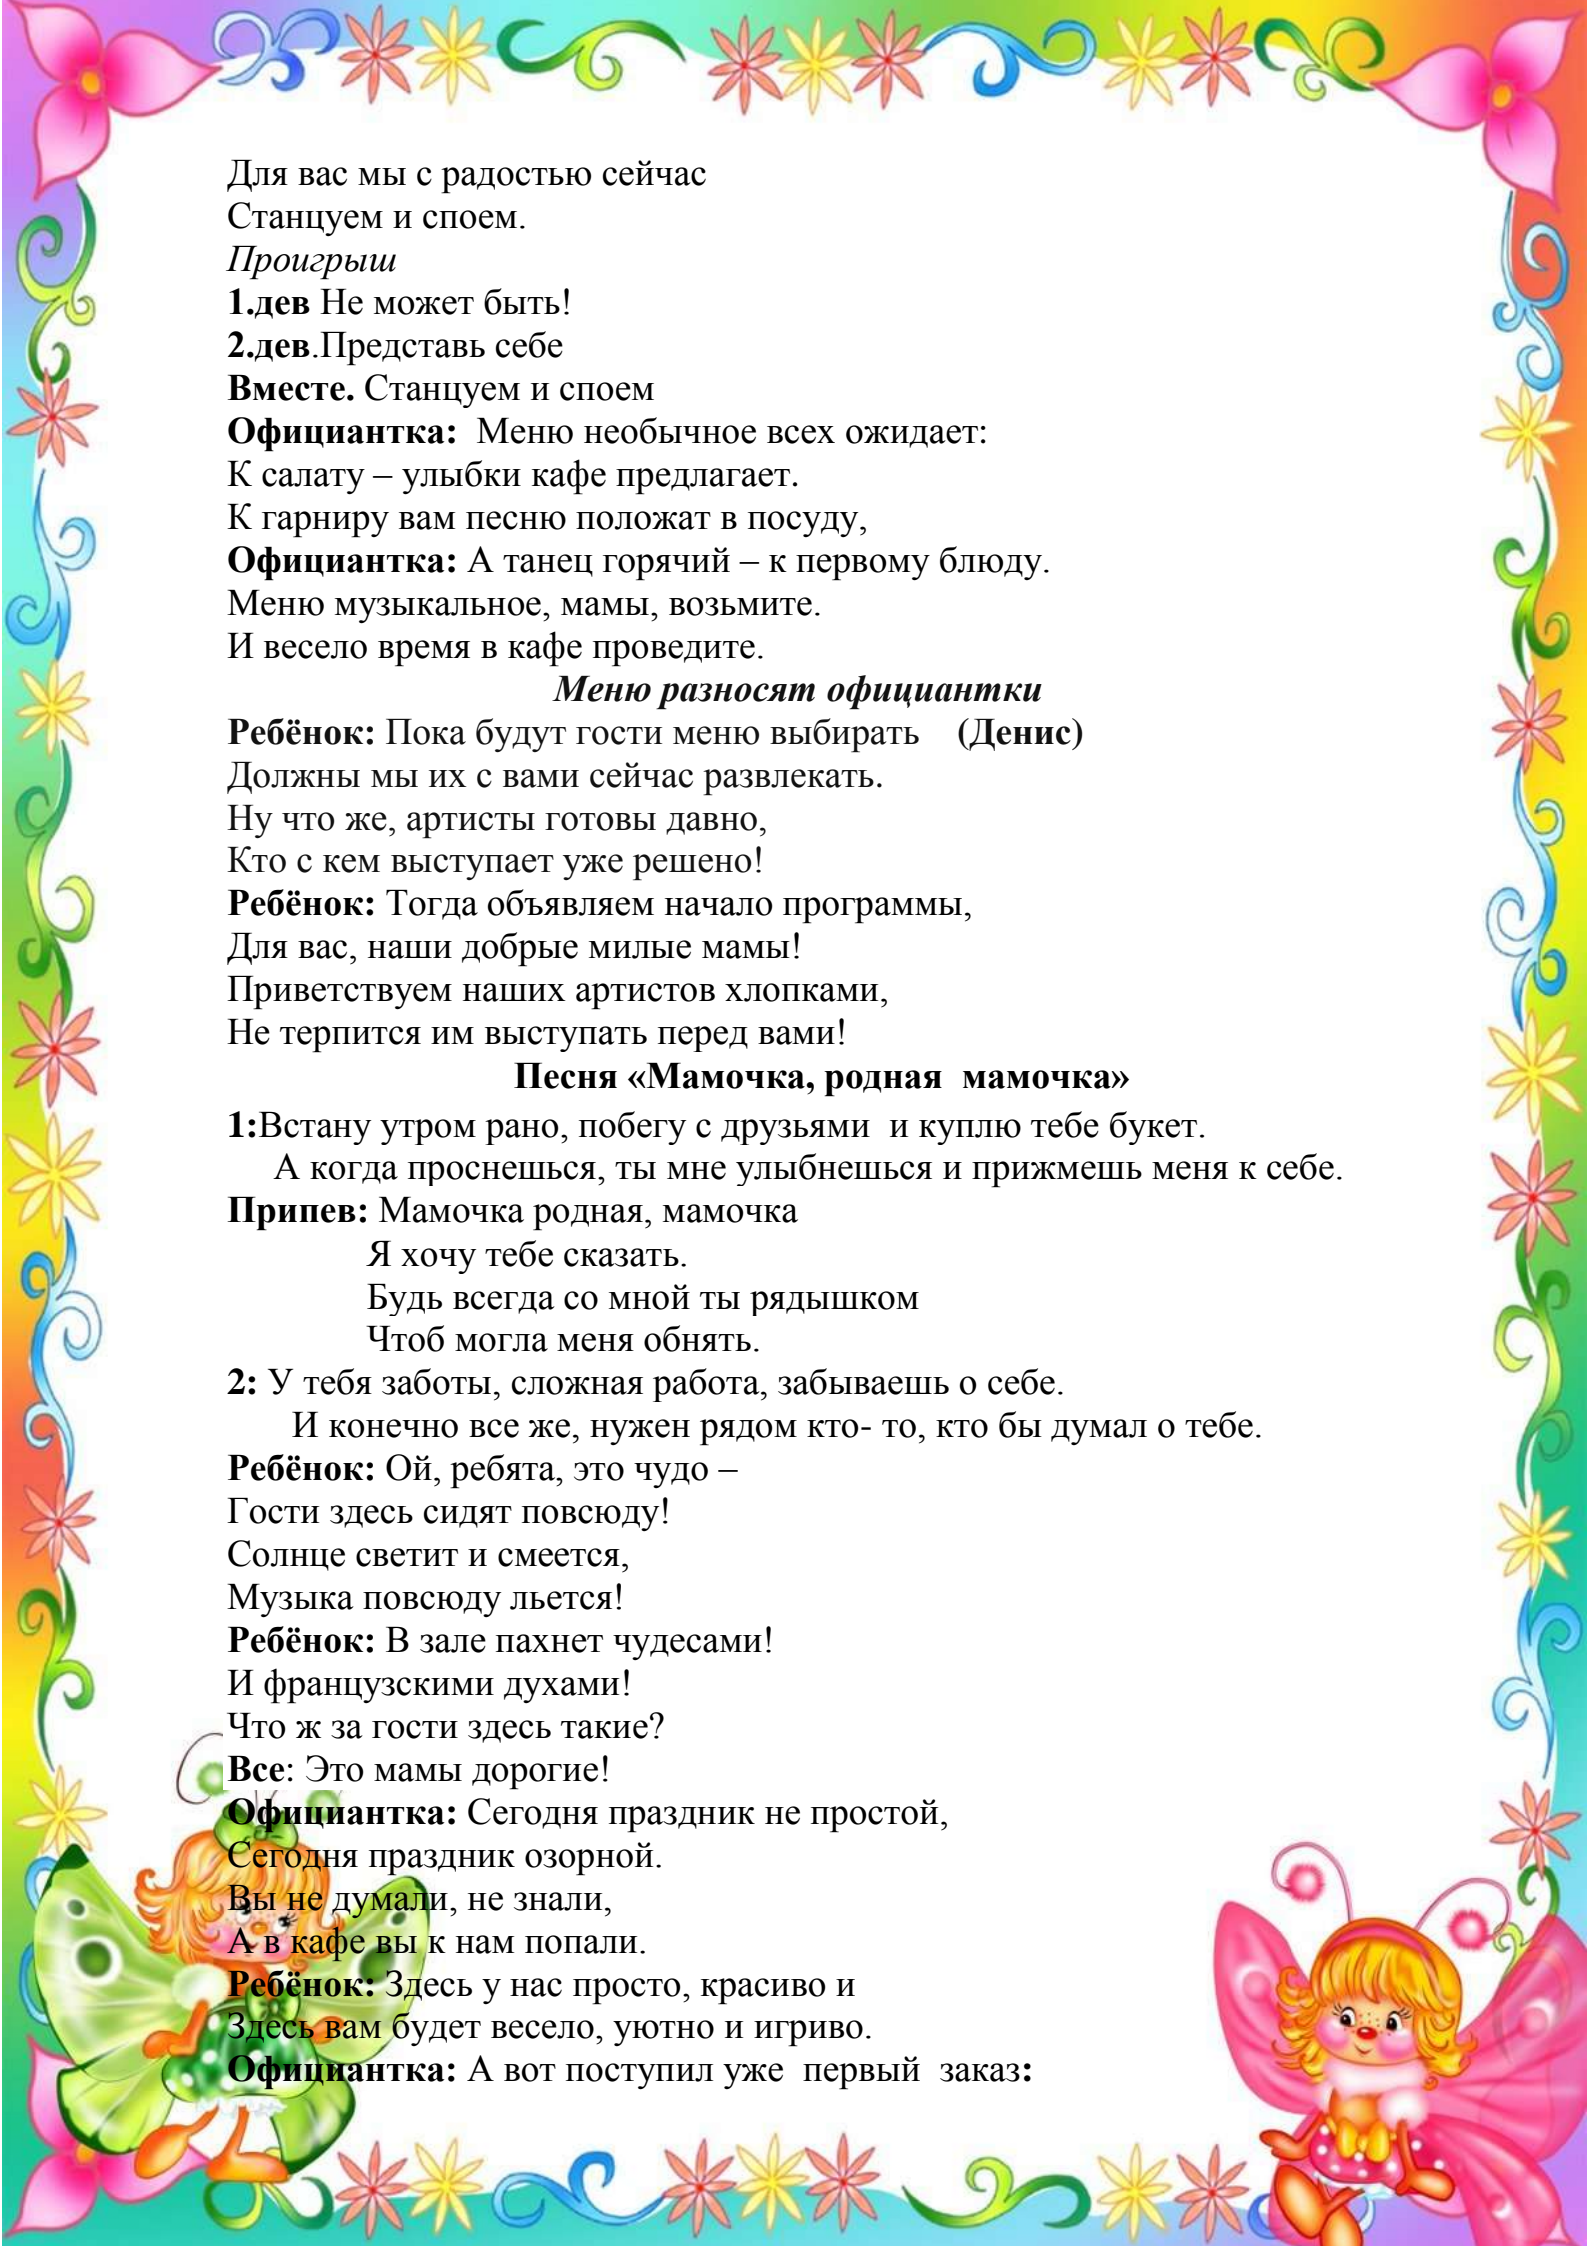 Для вас мы с радостью сейчас
Станцуем и споем.
Проигрыш
1.дев Не может быть!
2.дев.Представь себе
Вместе. Станцуем и споем
Официантка:  Меню необычное всех ожидает:
К салату – улыбки кафе предлагает.
К гарниру вам песню положат в посуду,
Официантка: А танец горячий – к первому блюду.
Меню музыкальное, мамы, возьмите.
И весело время в кафе проведите.
Меню разносят официантки
Ребёнок: Пока будут гости меню выбирать    (Денис)
Должны мы их с вами сейчас развлекать.
Ну что же, артисты готовы давно,
Кто с кем выступает уже решено!
Ребёнок: Тогда объявляем начало программы,
Для вас, наши добрые милые мамы!
Приветствуем наших артистов хлопками,
Не терпится им выступать перед вами!
Песня «Мамочка, родная  мамочка»
1:Встану утром рано, побегу с друзьями  и куплю тебе букет.
А когда проснешься, ты мне улыбнешься и прижмешь меня к себе.
Припев: Мамочка родная, мамочка
Я хочу тебе сказать.
Будь всегда со мной ты рядышком
Чтоб могла меня обнять.
2: У тебя заботы, сложная работа, забываешь о себе.
И конечно все же, нужен рядом кто- то, кто бы думал о тебе.
Ребёнок: Ой, ребята, это чудо –
Гости здесь сидят повсюду!
Солнце светит и смеется,
Музыка повсюду льется!
Ребёнок: В зале пахнет чудесами!
И французскими духами!
Что ж за гости здесь такие?
Все: Это мамы дорогие!
Официантка: Сегодня праздник не простой,
Сегодня праздник озорной.
Вы не думали, не знали,
А в кафе вы к нам попали.
Ребёнок: Здесь у нас просто, красиво и
Здесь вам будет весело, уютно и игриво.
Официантка: А вот поступил уже  первый  заказ: